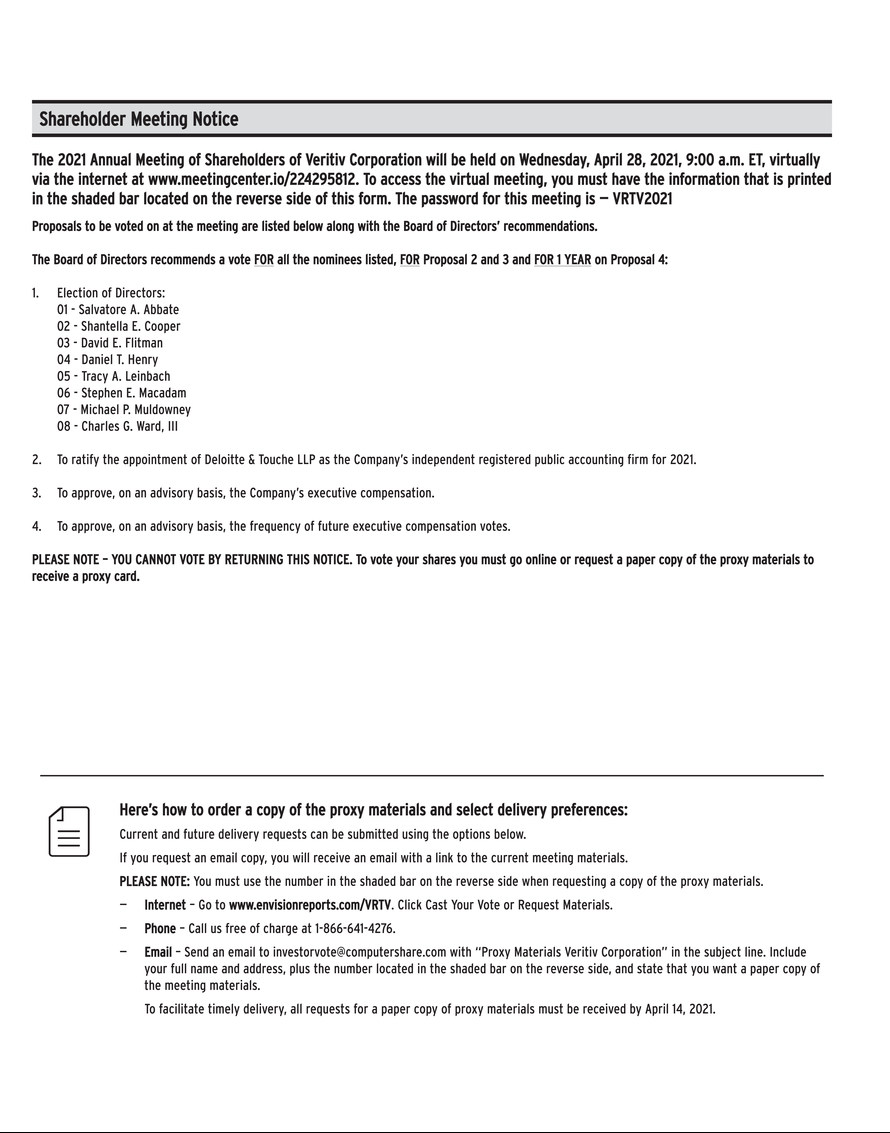 Shareholder Meeting Notice
The 2021 Annual Meeting of Shareholders of Veritiv Corporation will be held on Wednesday, April 28, 2021, 9:00 a.m. ET, virtually
via the internet at www.meetingcenter.io/224295812. To access the virtual meeting, you must have the information that is printed
in the shaded bar located on the reverse side of this form. The password for this meeting is – VRTV2021
Proposals to be voted on at the meeting are listed below along with the Board of Directors’ recommendations.
The Board of Directors recommends a vote FOR all the nominees listed, FOR Proposal 2 and 3 and FOR 1 YEAR on Proposal 4:
1. Election of Directors:
01 - Salvatore A. Abbate
02 - Shantella E. Cooper
03 - David E. Flitman
04 - Daniel T. Henry
05 - Tracy A. Leinbach
06 - Stephen E. Macadam
07 - Michael P. Muldowney
08 - Charles G. Ward, III
2. To ratify the appointment of Deloitte & Touche LLP as the Company’s independent registered public accounting firm for 2021.
3. To approve, on an advisory basis, the Company’s executive compensation.
4. To approve, on an advisory basis, the frequency of future executive compensation votes.
PLEASE NOTE – YOU CANNOT VOTE BY RETURNING THIS NOTICE. To vote your shares you must go online or request a paper copy of the proxy materials to
receive a proxy card.
Here’s how to order a copy of the proxy materials and select delivery preferences:
Current and future delivery requests can be submitted using the options below.
If you request an email copy, you will receive an email with a link to the current meeting materials.
PLEASE NOTE: You must use the number in the shaded bar on the reverse side when requesting a copy of the proxy materials.
– Internet – Go to www.envisionreports.com/VRTV. Click Cast Your Vote or Request Materials.
– Phone – Call us free of charge at 1-866-641-4276.
– Email – Send an email to investorvote@computershare.com with “Proxy Materials Veritiv Corporation” in the subject line. Include
your full name and address, plus the number located in the shaded bar on the reverse side, and state that you want a paper copy of
the meeting materials.
To facilitate timely delivery, all requests for a paper copy of proxy materials must be received by April 14, 2021.